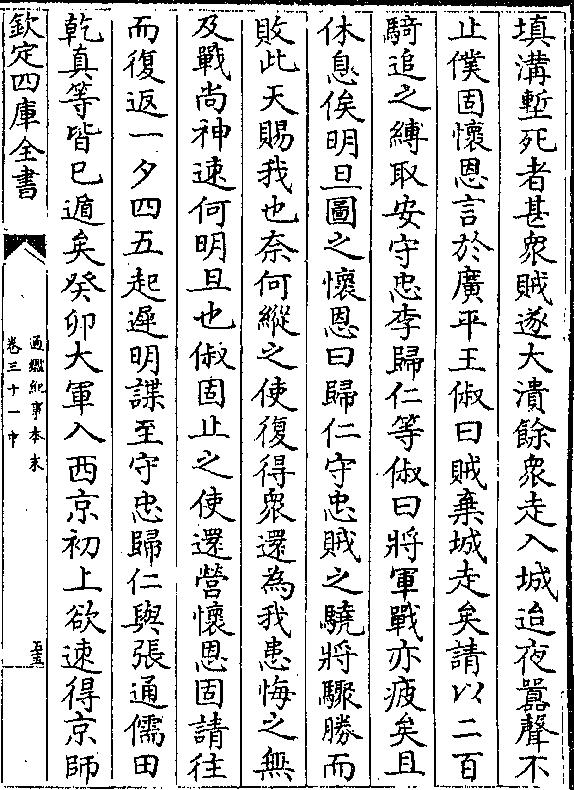 填溝塹死者甚衆賊遂大潰餘衆走入城迨夜囂聲不
止僕固懷恩言於廣平王俶曰賊棄城走矣請以二百
騎追之縛取安守忠李歸仁等俶曰將軍戰亦疲矣且
休息俟明旦圖之懷恩曰歸仁守忠賊之驍將驟勝而
敗此天賜我也奈何縱之使復得衆還為我患悔之無
及戰尚神速何明旦也俶固止之使還營懷恩固請往
而復返一夕四五起遲明諜至守忠歸仁與張通儒田
乾真等皆已遁矣癸卯大軍入西京初上欲速得京師
欽定四庫全書
通鑑紀事本末
卷三十一中